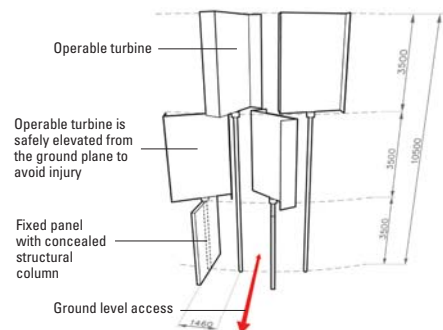 Operable turbine
Operable turbine is
safely elevated from
the ground plane to
avoid injury
Fixed panel
with concealed
structural
column
Ground level access
3500
3500
3500
10500
1460